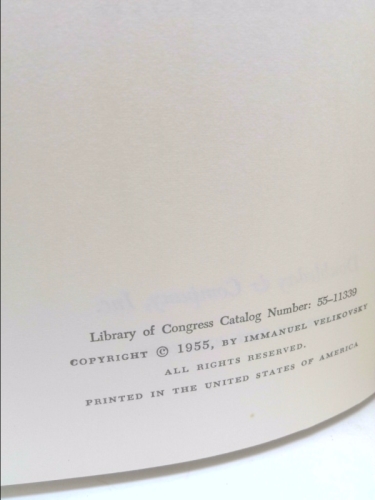 Library of Congress Catalog Number: 55-11339
COPYRIGHT © 1955, BY IMMANUEL VELIKOVSKY
ALL RIGHTS RESERVED.
PRINTED IN THE UNITED STATES OF AMERICA